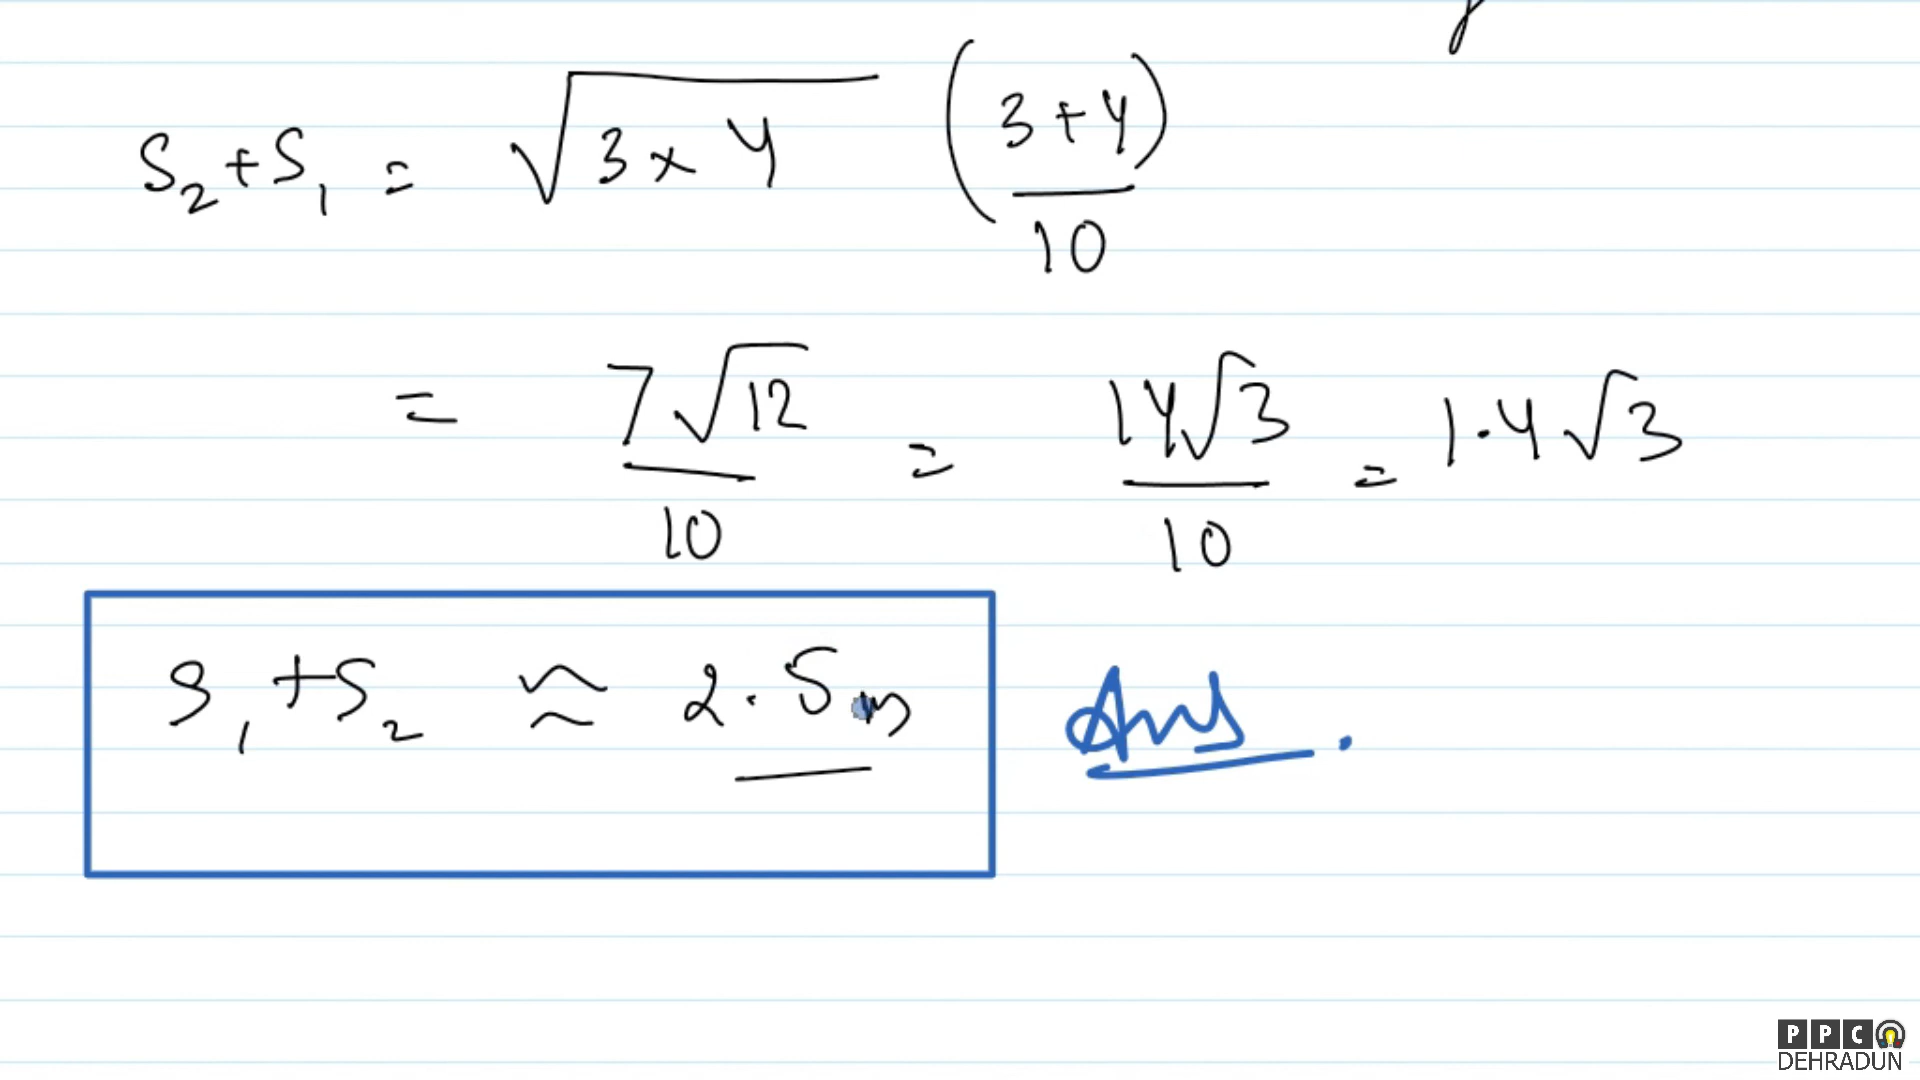 S₂+S₁ = √(3×4) (3+4)/10
= 7√12/10 = 14√3/10 = 1.4√3
S₁+S₂ ≈ 2.5m Ans.
PPC
DEHRADUN